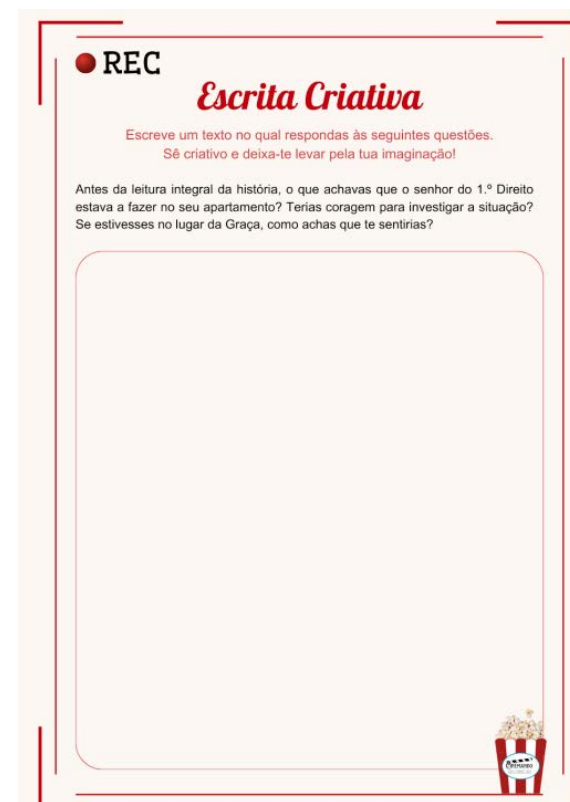 REC
Escrita Criativa
Escreve um texto no qual respondas às seguintes questões.
Sê criativo e deixa-te levar pela tua imaginação!
Antes da leitura integral da história, o que achavas que o senhor do 1.º Direito
estava a fazer no seu apartamento? Terias coragem para investigar a situação?
Se estivesses no lugar da Graça, como achas que te sentirias?